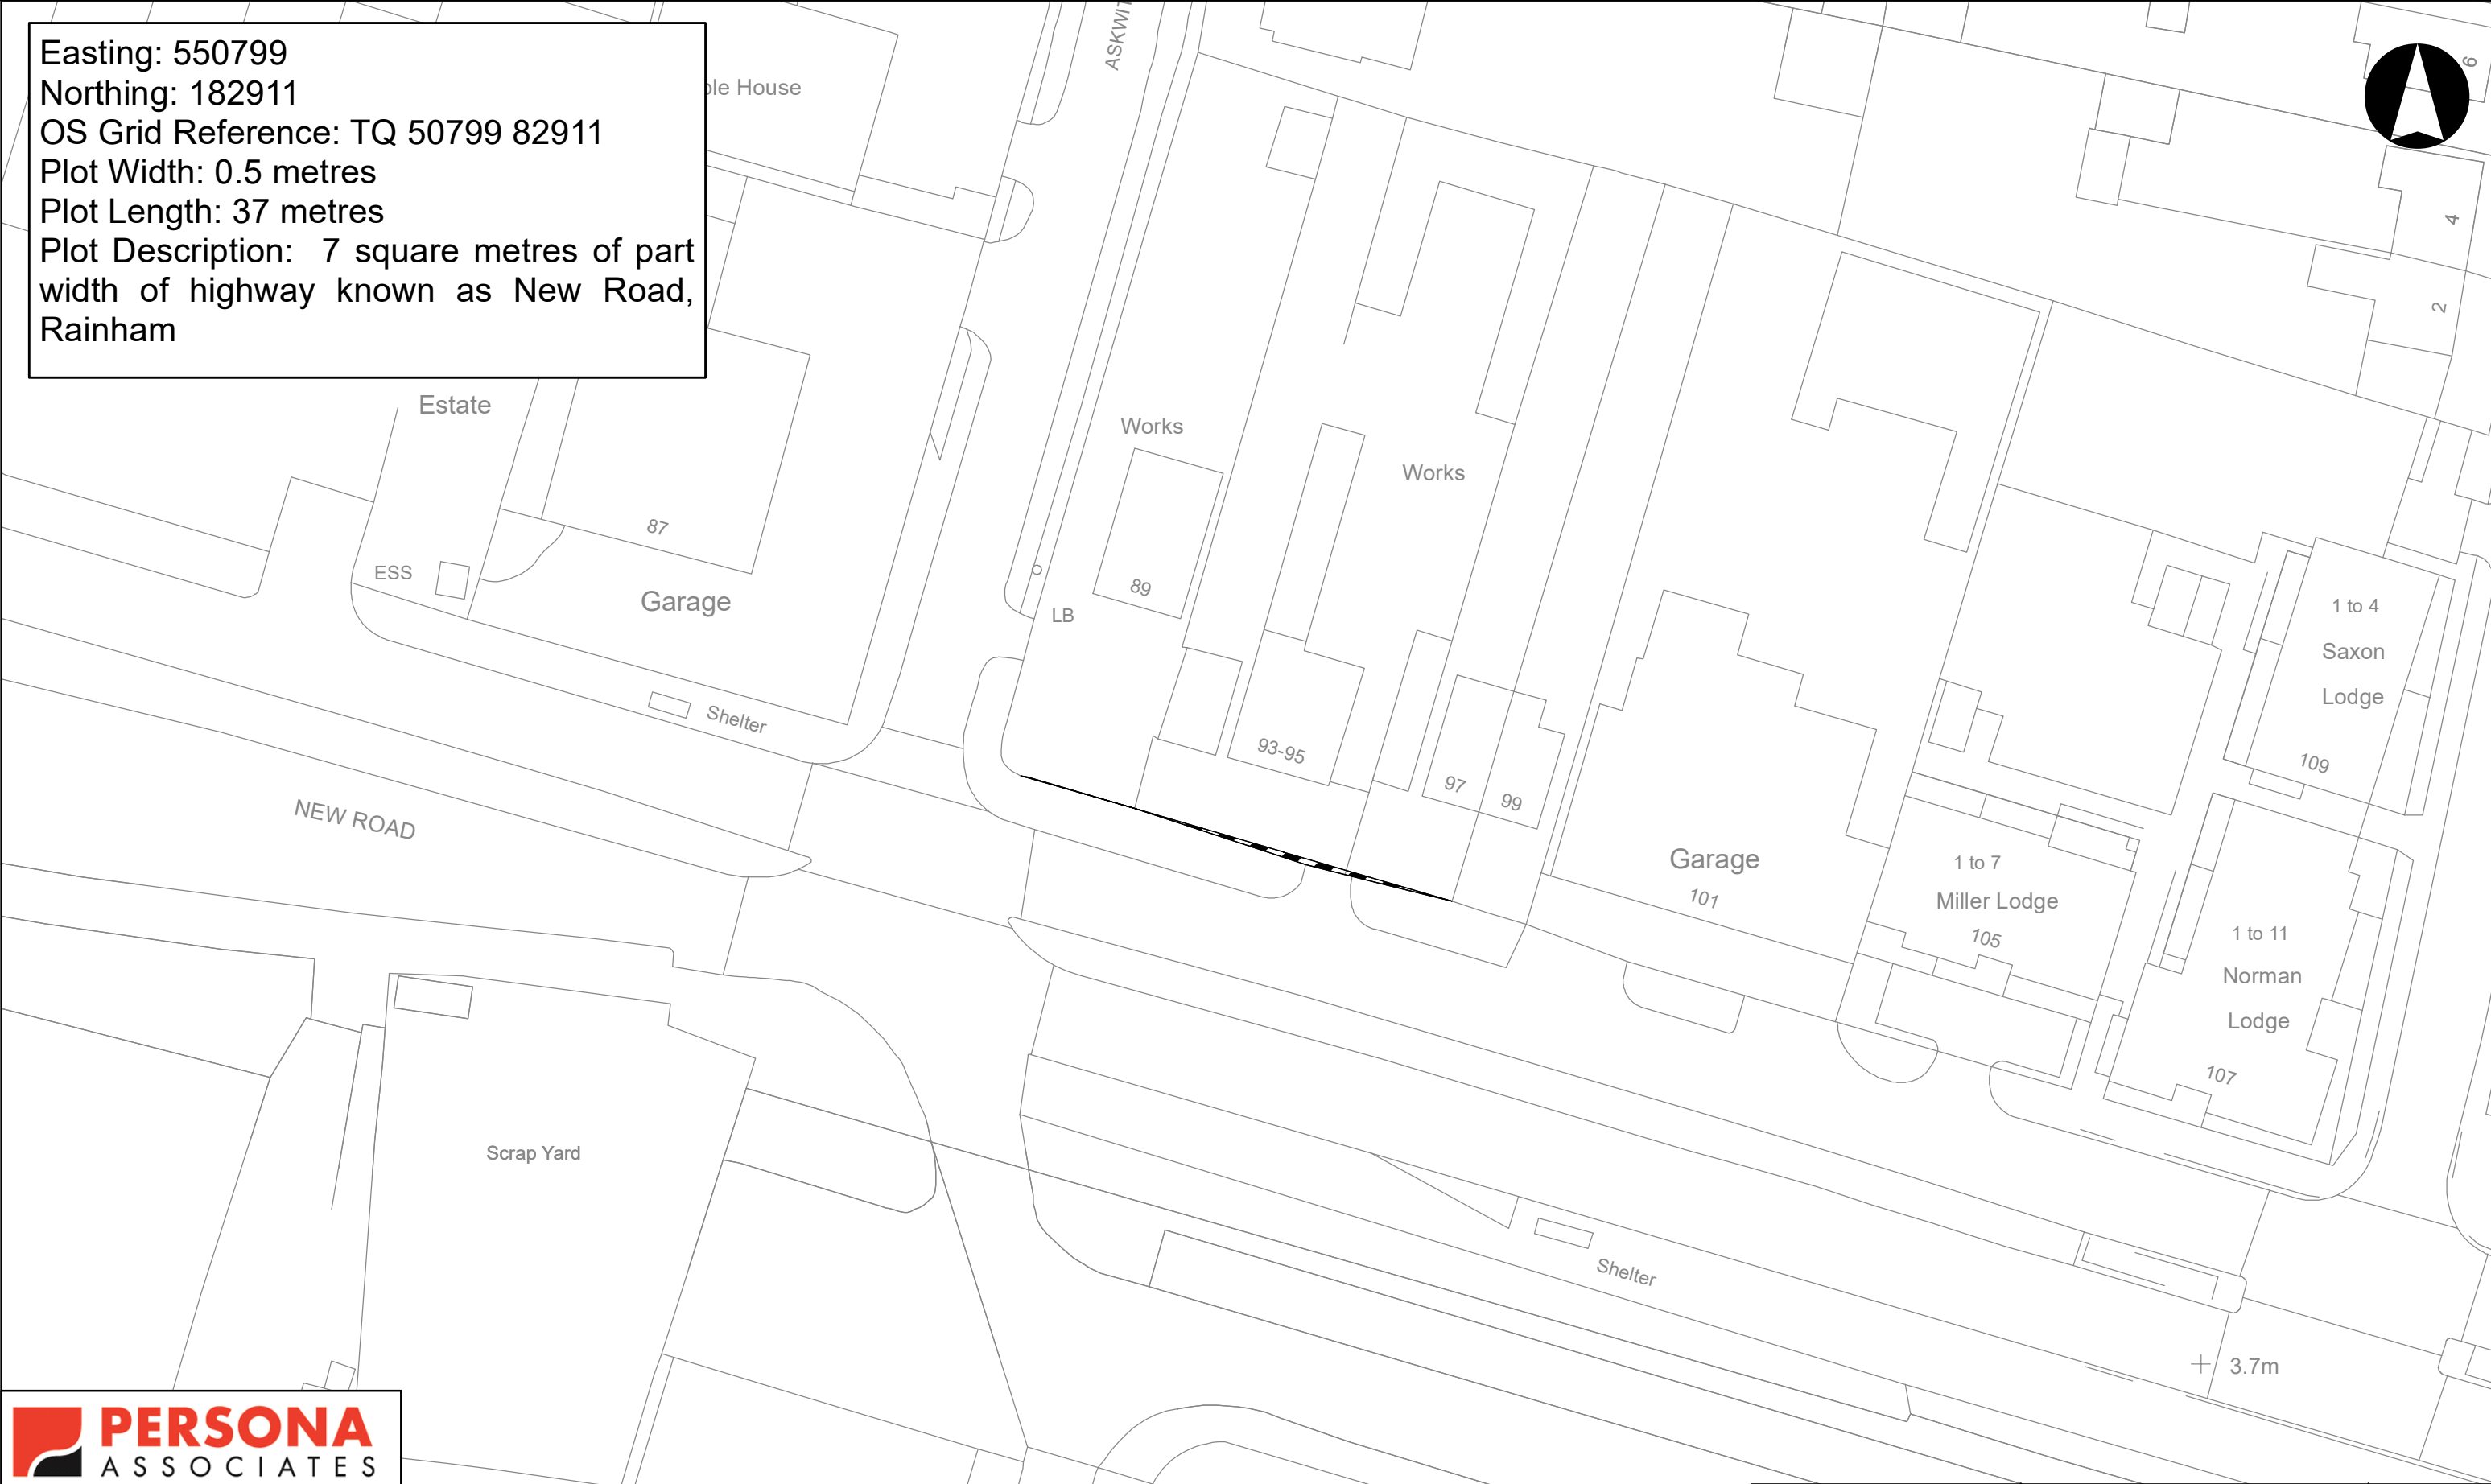 Easting: 550799
Northing: 182911
OS Grid Reference: TQ 50799 82911
Plot Width: 0.5 metres
Plot Length: 37 metres
Plot Description: 7 square metres of part
width of highway known as New Road,
Rainham
House
6
4
2
Estate
Works
Works
87
ESS
Garage
89
LB
1 to 4
Saxon
Lodge
109
Shelter
93-95
97
99
NEW ROAD
Garage
101
1 to 7
Miller Lodge
105
1 to 11
Norman
Lodge
107
Scrap Yard
Shelter
3.7m
PERSONA
ASSOCIATES